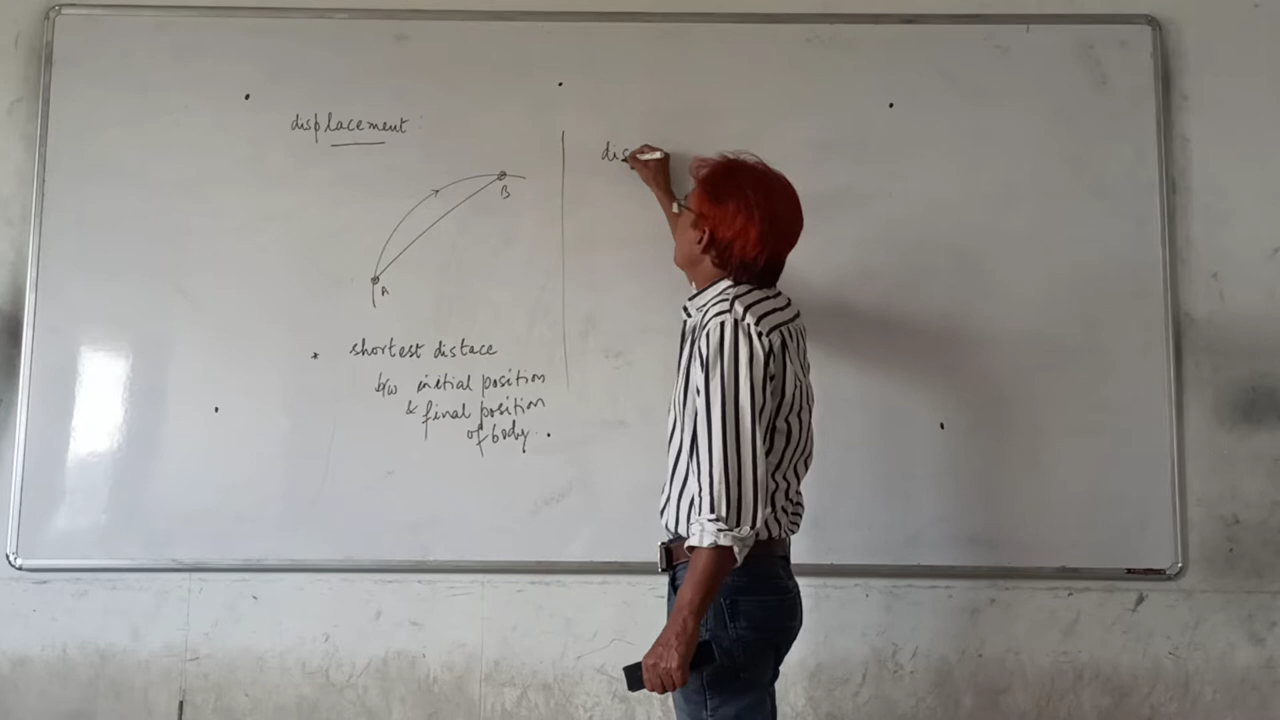 displacement
B
A
* shortest distace
b/w initial position
& final position
of body.
dis